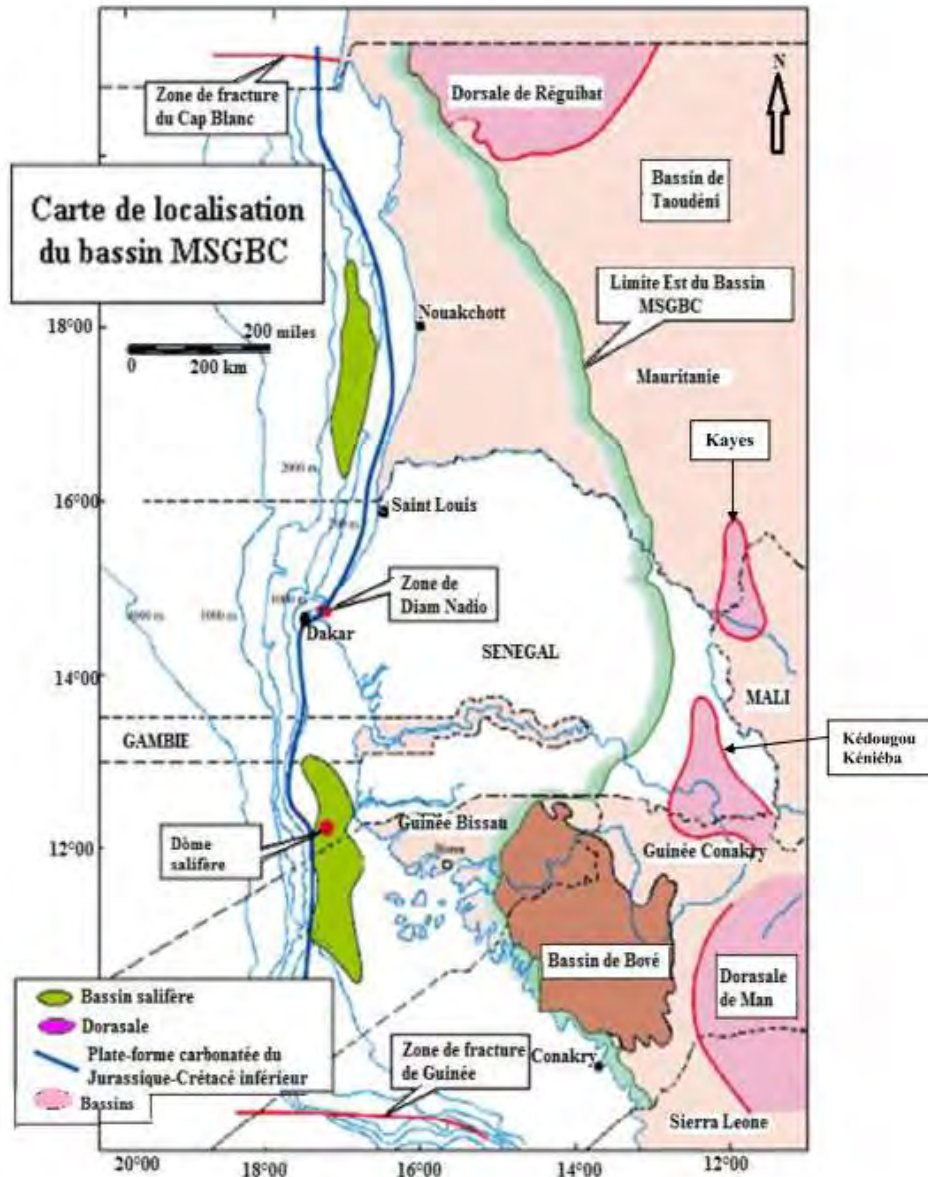 Zone de fracture
du Cap Blanc
Dorsale de Réguibat
N
Carte de localisation
du bassin MSGBC
Bassin de
Taoudéni
Limite Est du Bassin
MSGBC
Nouakchott
18°00
200 miles
0 200 km
Mauritanie
Kayes
2000 m
16°00
Saint Louis
200 m
Zone de
Diam Nadio
1000 m
Dakar
SENEGAL
14°00
MALI
GAMBIE
Kédougou
Kéniéba
Guinée Bissau
12°00
Dôme
salifère
Guinée Conakry
Bassin de Bové
Dorasale
de Man
Bassin salifère
Dorasale
Plate-forme carbonatée du
Jurassique-Crétacé inférieur
Bassins
Zone de fracture
de Guinée
Conakry
Sierra Leone
20°00 18°00 16°00 14°00 12°00